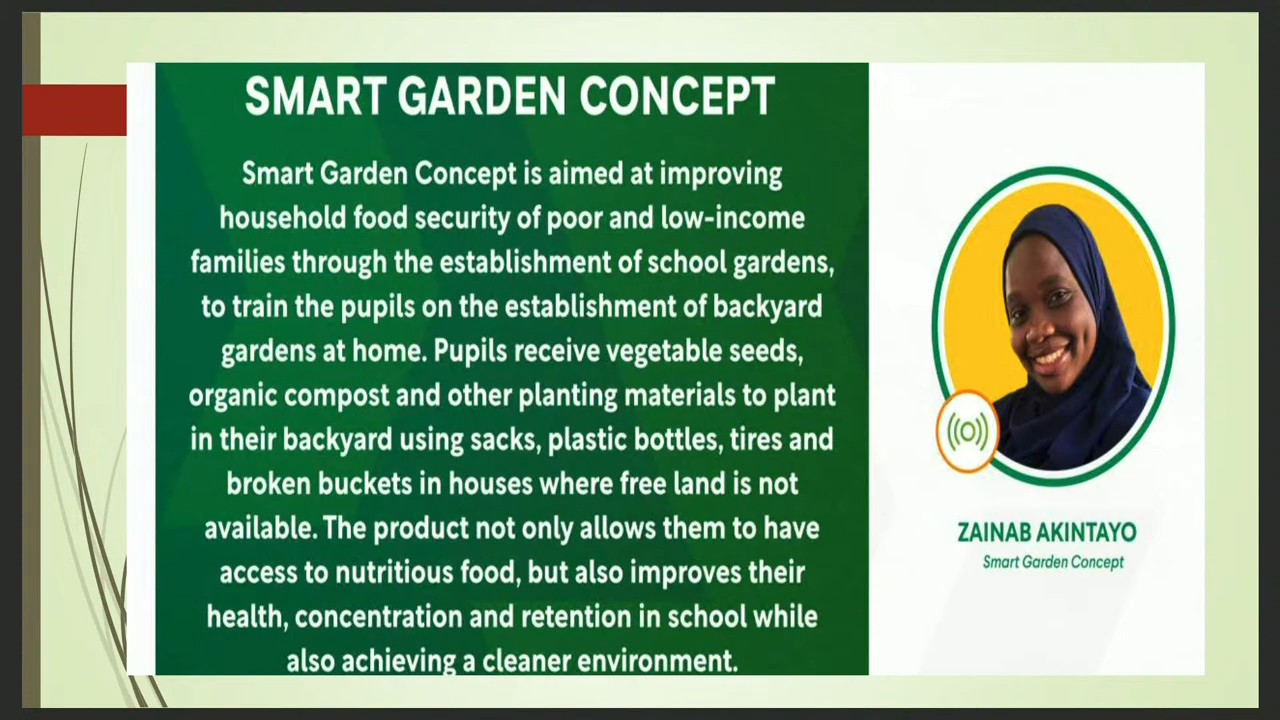 SMART GARDEN CONCEPT
Smart Garden Concept is aimed at improving
household food security of poor and low-income
families through the establishment of school gardens,
to train the pupils on the establishment of backyard
gardens at home. Pupils receive vegetable seeds,
organic compost and other planting materials to plant
in their backyard using sacks, plastic bottles, tires and
broken buckets in houses where free land is not
available. The product not only allows them to have
access to nutritious food, but also improves their
health, concentration and retention in school while
also achieving a cleaner environment.
ZAINAB AKINTAYO
Smart Garden Concept